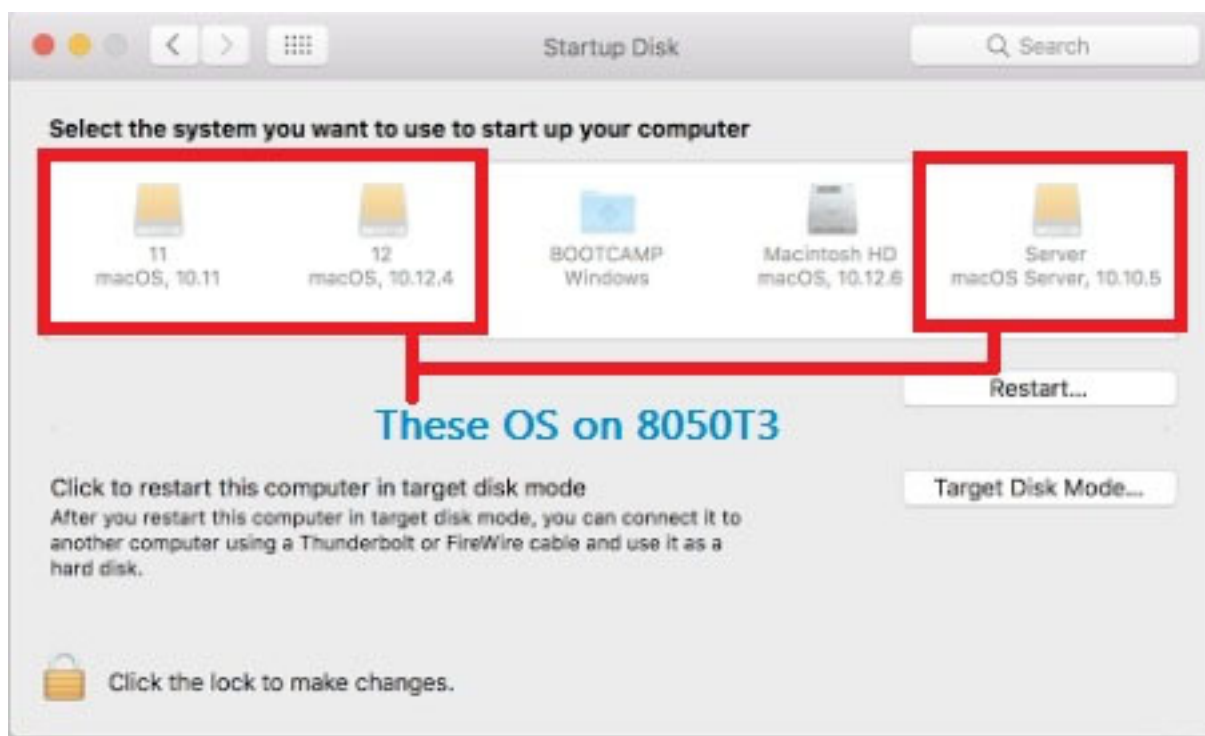 Startup Disk
Search
Select the system you want to use to start up your computer
11
macOS, 10.11
12
macOS, 10.12.4
BOOTCAMP
Windows
Macintosh HD
macOS, 10.12.6
Server
macOS Server, 10.10.5
Restart...
These OS on 8050T3
Click to restart this computer in target disk mode
Target Disk Mode...
After you restart this computer in target disk mode, you can connect it to
another computer using a Thunderbolt or FireWire cable and use it as a
hard disk.
Click the lock to make changes.